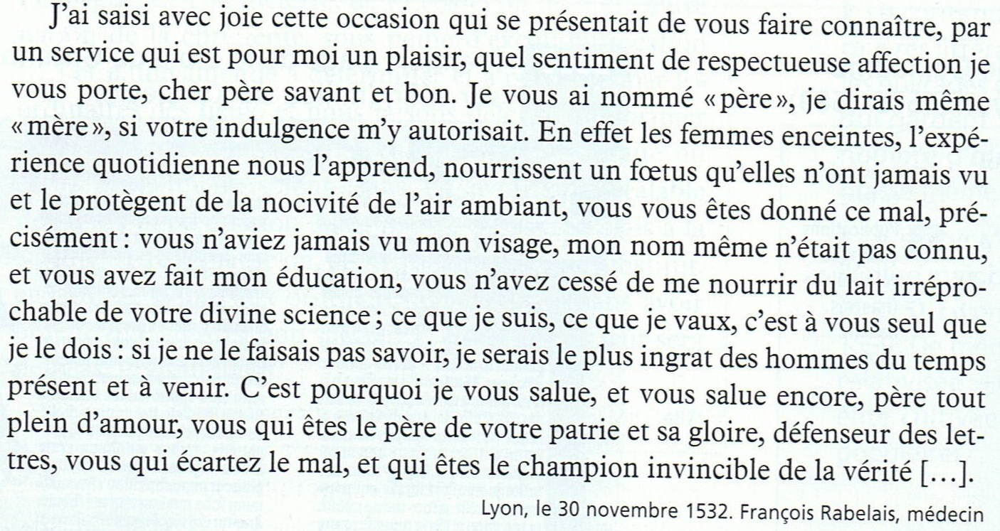 J’ai saisi avec joie cette occasion qui se présentait de vous faire connaître, par
un service qui est pour moi un plaisir, quel sentiment de respectueuse affection je
vous porte, cher père savant et bon. Je vous ai nommé « père », je dirais même
« mère », si votre indulgence m’y autorisait. En effet les femmes enceintes, l’expé-
rience quotidienne nous l’apprend, nourrissent un fœtus qu’elles n’ont jamais vu
et le protègent de la nocivité de l’air ambiant, vous vous êtes donné ce mal, pré-
cisément : vous n’aviez jamais vu mon visage, mon nom même n’était pas connu,
et vous avez fait mon éducation, vous n’avez cessé de me nourrir du lait irrépro-
chable de votre divine science ; ce que je suis, ce que je vaux, c’est à vous seul que
je le dois : si je ne le faisais pas savoir, je serais le plus ingrat des hommes du temps
présent et à venir. C’est pourquoi je vous salue, et vous salue encore, père tout
plein d’amour, vous qui êtes le père de votre patrie et sa gloire, défenseur des let-
tres, vous qui écartez le mal, et qui êtes le champion invincible de la vérité [...].
Lyon, le 30 novembre 1532. François Rabelais, médecin